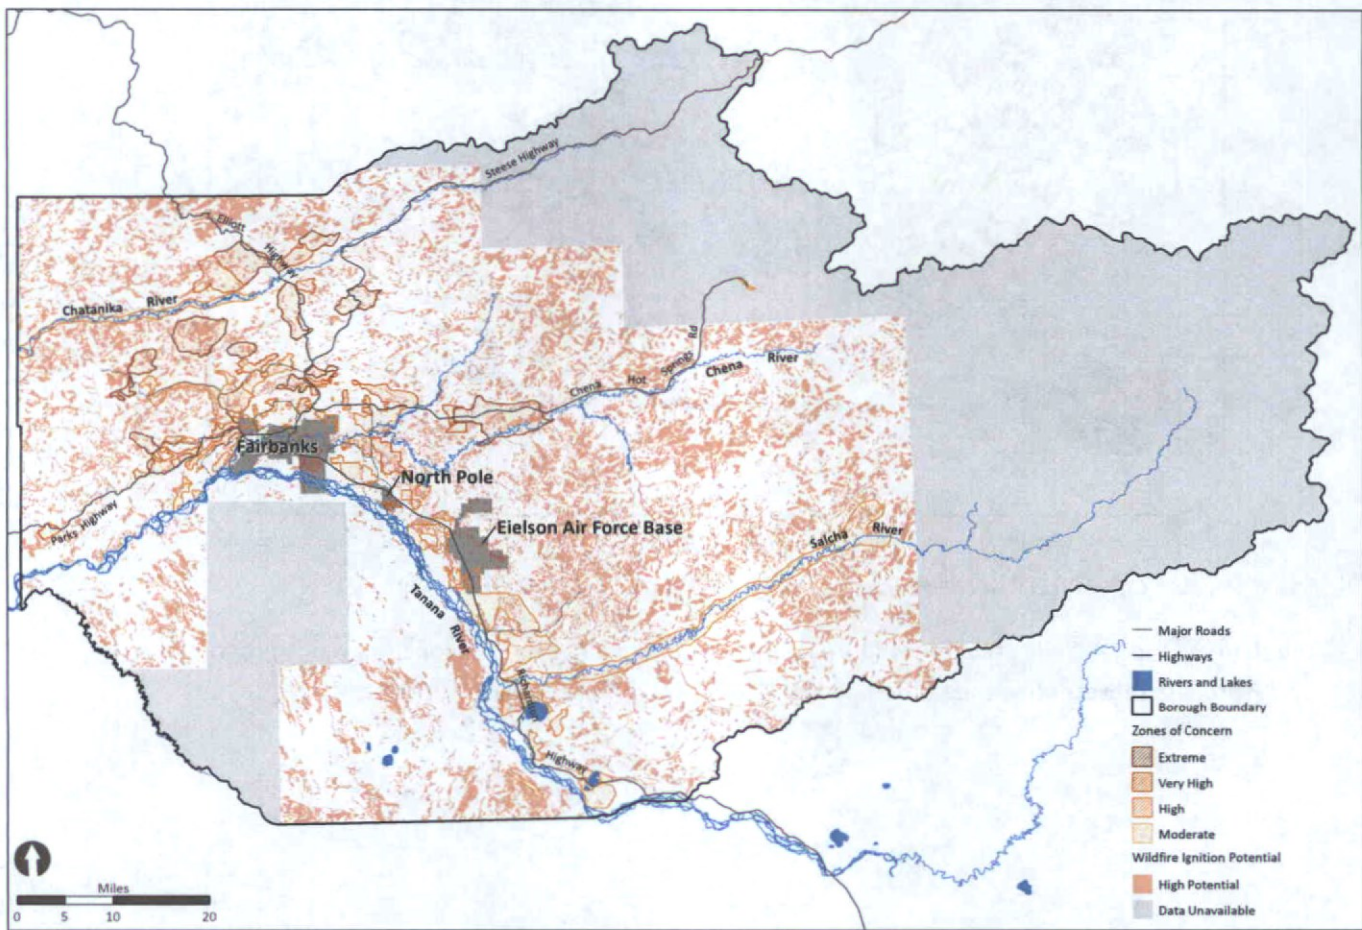 Steese Highway
Elliott
Highway
Chatanika River
Chena Hot Springs Rd
Chena River
Fairbanks
North Pole
Eielson Air Force Base
Parks Highway
Salcha River
Tanana River
Richardson
Highway
Major Roads
Highways
Rivers and Lakes
Borough Boundary
Zones of Concern
Extreme
Very High
High
Moderate
Wildfire Ignition Potential
High Potential
Data Unavailable
Miles
0 5 10 20